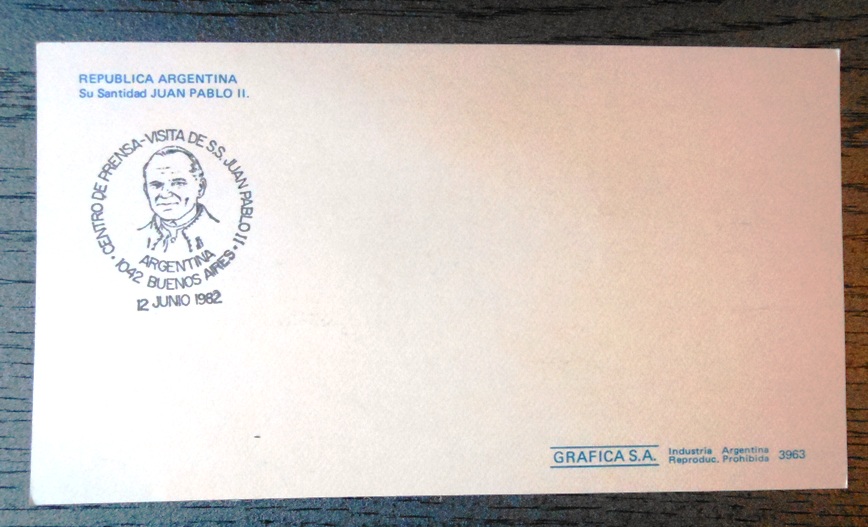 REPUBLICA ARGENTINA
Su Santidad JUAN PABLO II.
CENTRO DE PRENSA-VISITA DE S.S. JUAN PABLO II
ARGENTINA
1042 BUENOS AIRES
12 JUNIO 1982
GRAFICA S.A.
Industria Argentina
Reproduc. Prohibida
3963